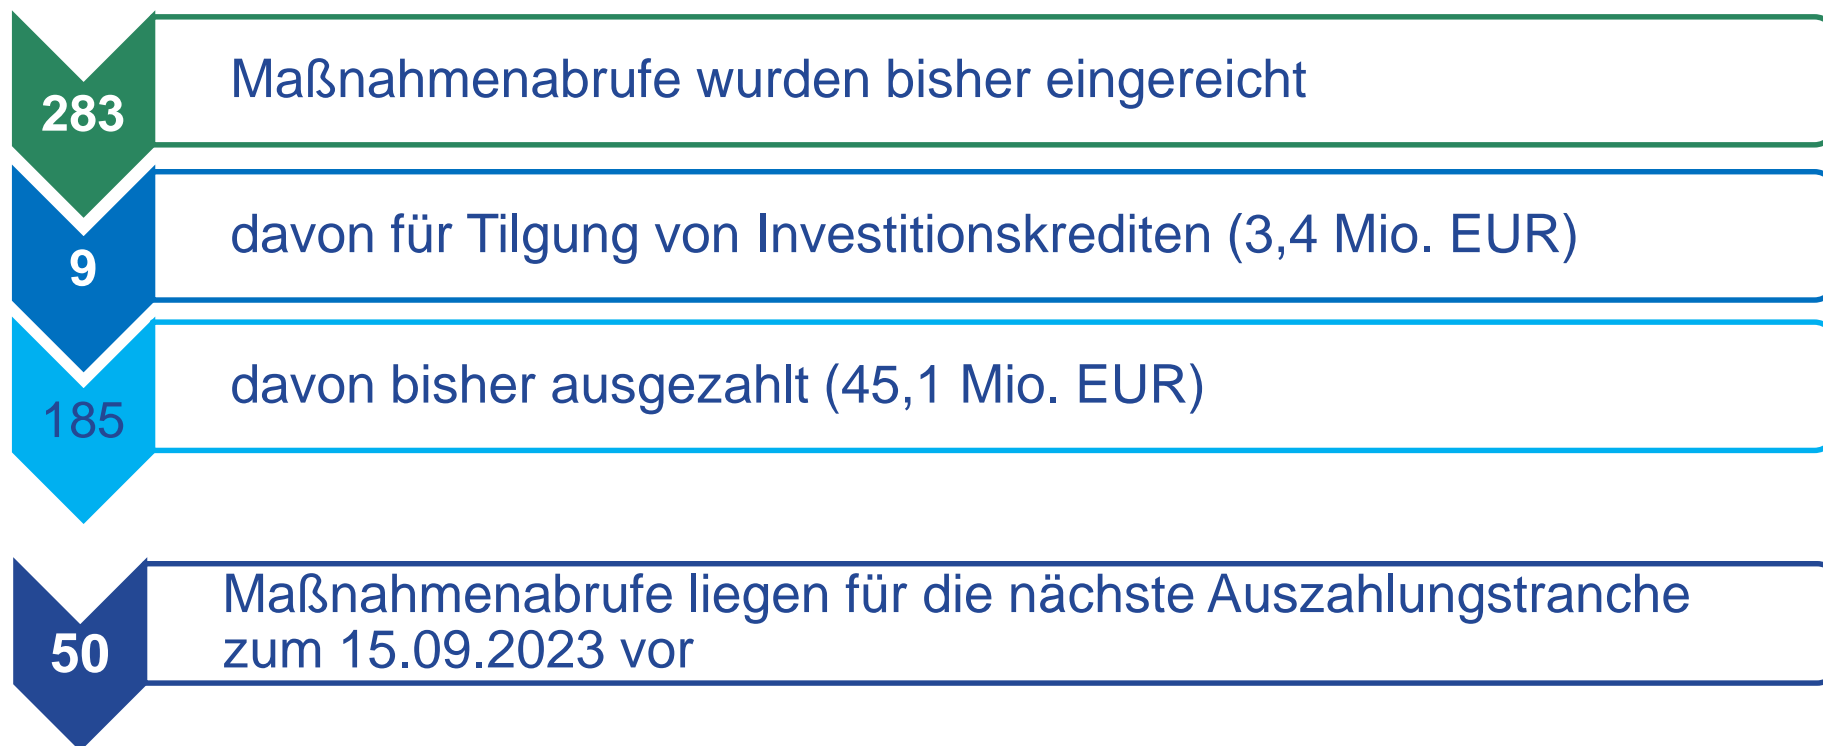 283
Maßnahmenabrufe wurden bisher eingereicht
9
davon für Tilgung von Investitionskrediten (3,4 Mio. EUR)
185
davon bisher ausgezahlt (45,1 Mio. EUR)
50
Maßnahmenabrufe liegen für die nächste Auszahlungstranche
zum 15.09.2023 vor